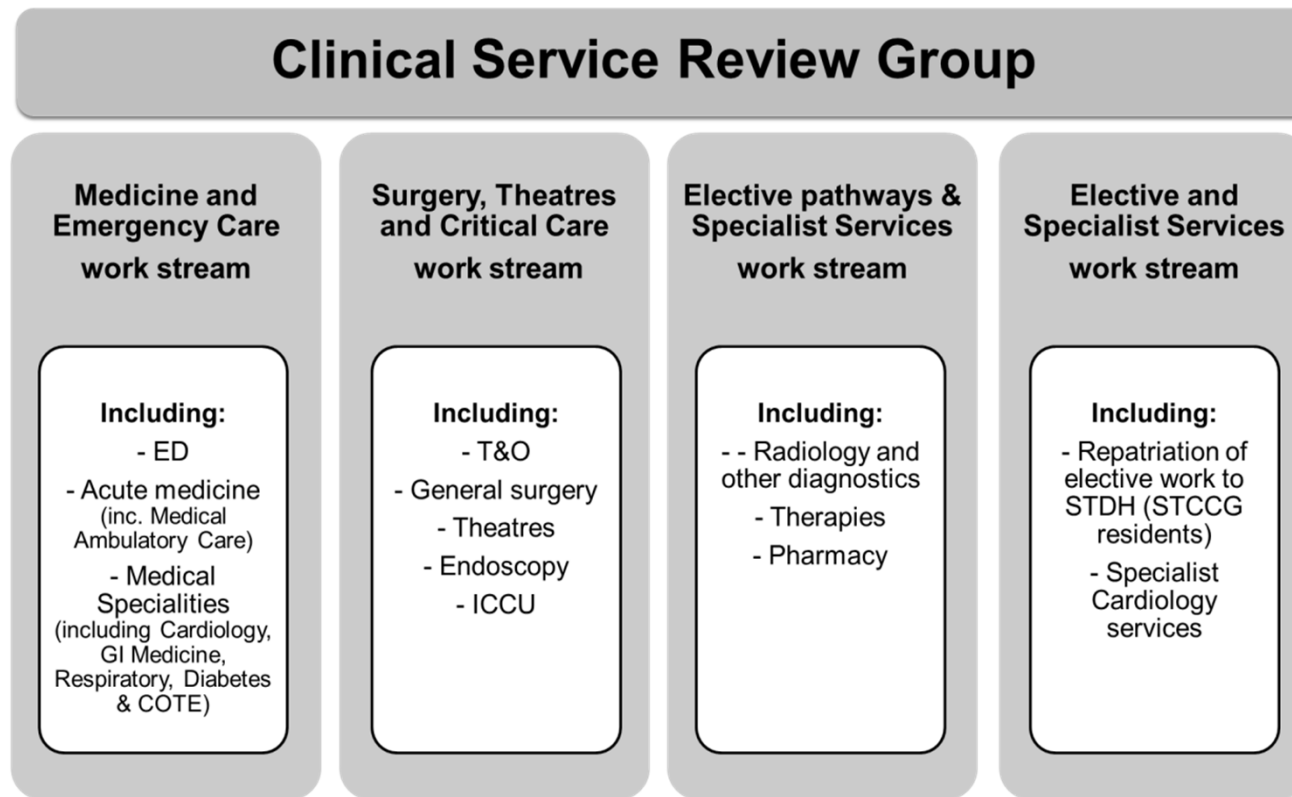 Clinical Service Review Group
Medicine and
Emergency Care
work stream
Including:
- ED
- Acute medicine
(inc. Medical
Ambulatory Care)
- Medical
Specialities
(including Cardiology,
GI Medicine,
Respiratory, Diabetes
& COTE)
Surgery, Theatres
and Critical Care
work stream
Including:
- T&O
- General surgery
- Theatres
- Endoscopy
- ICCU
Elective pathways &
Specialist Services
work stream
Including:
- - Radiology and
other diagnostics
- Therapies
- Pharmacy
Elective and
Specialist Services
work stream
Including:
- Repatriation of
elective work to
STDH (STCCG
residents)
- Specialist
Cardiology
services